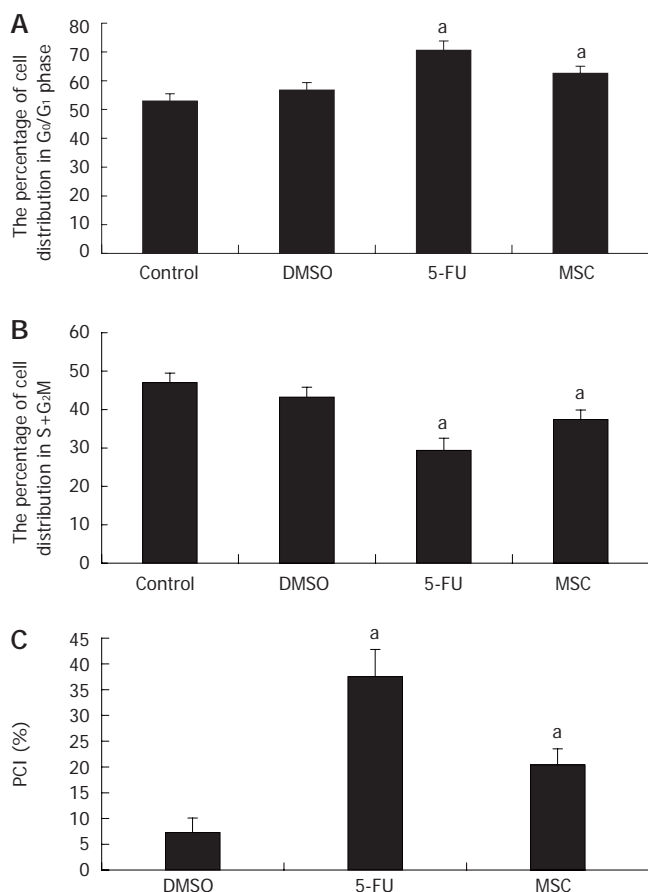 A
The percentage of cell
distribution in G0/G1 phase
80
70
60
50
40
30
20
10
0
a
a
Control DMSO 5-FU MSC
B
The percentage of cell
distribution in S+G2M
60
50
40
30
20
10
0
a
a
Control DMSO 5-FU MSC
C
PCI (%)
45
40
35
30
25
20
15
10
5
0
a
a
DMSO 5-FU MSC